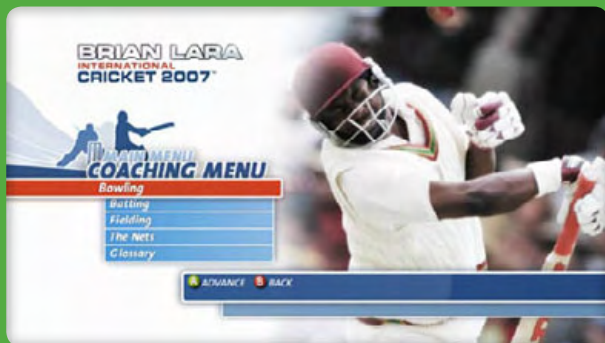 BRIAN LARA
INTERNATIONAL
CRICKET 2007™
MAIN MENU
COACHING MENU
Bowling
Batting
Fielding
The Nets
Glossary
A ADVANCE B BACK